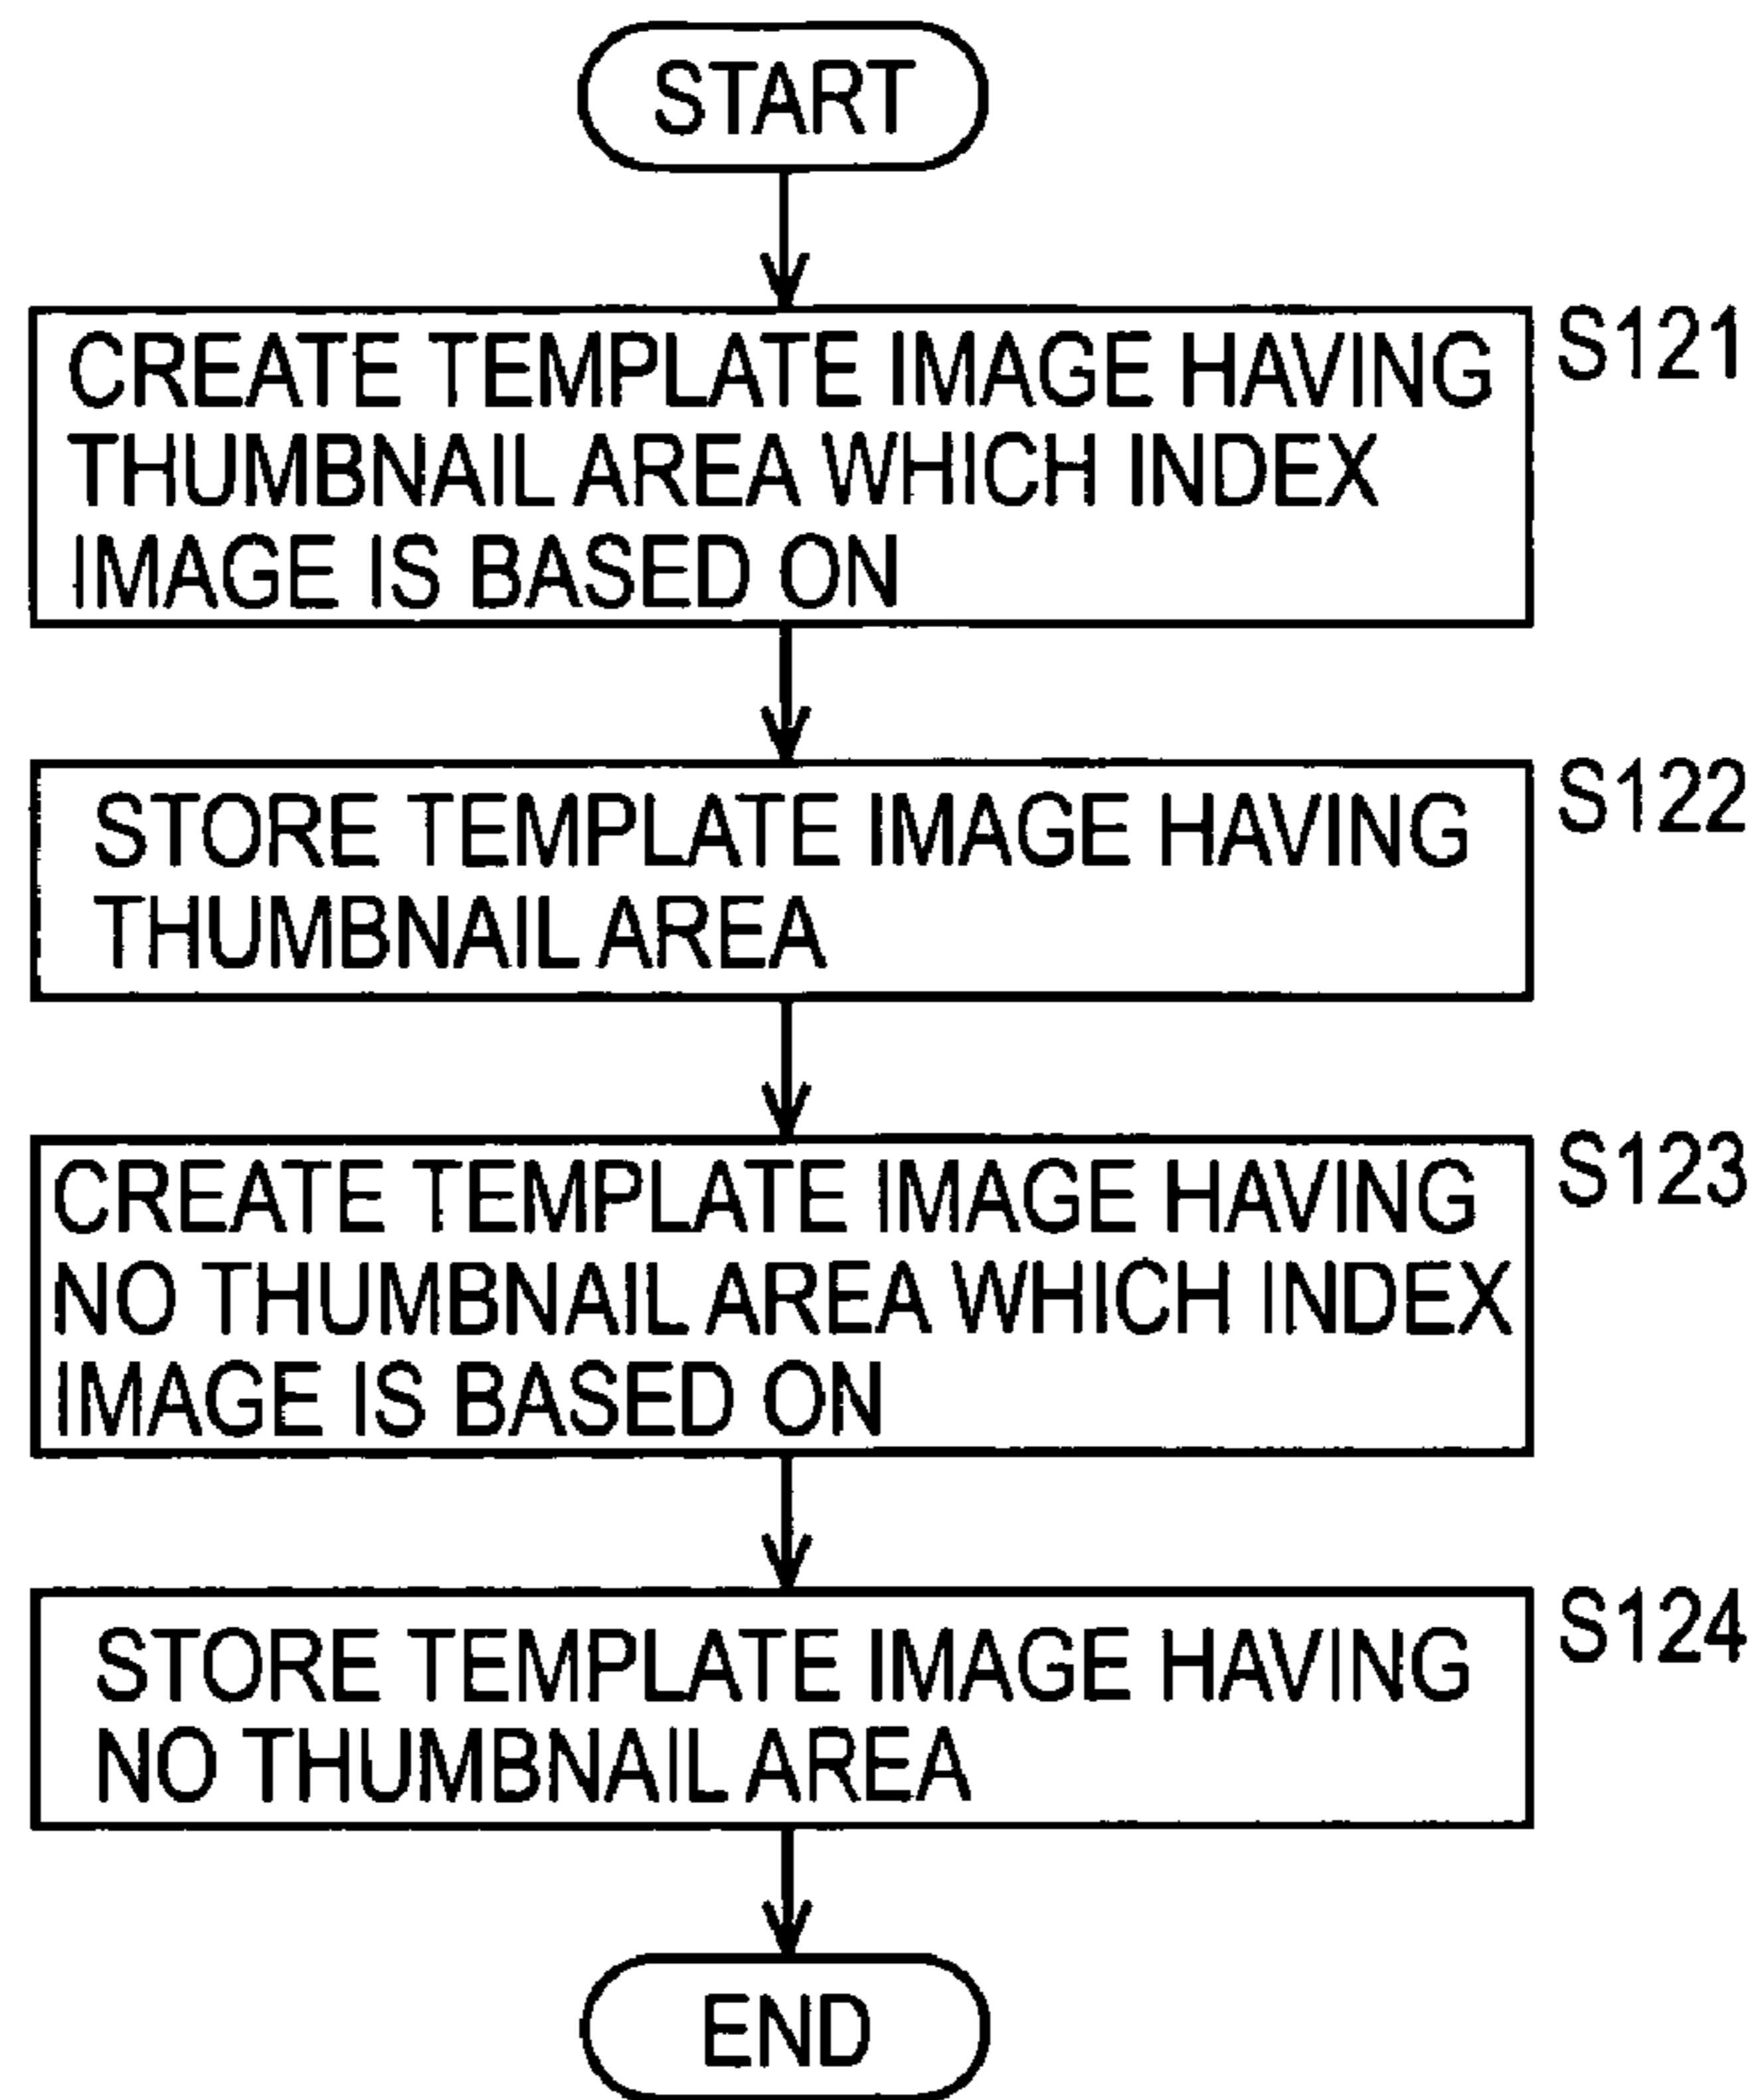 START
CREATE TEMPLATE IMAGE HAVING
THUMBNAIL AREA WHICH INDEX
IMAGE IS BASED ON
S121
STORE TEMPLATE IMAGE HAVING
THUMBNAIL AREA
S122
CREATE TEMPLATE IMAGE HAVING
NO THUMBNAIL AREA WHICH INDEX
IMAGE IS BASED ON
S123
STORE TEMPLATE IMAGE HAVING
NO THUMBNAIL AREA
S124
END